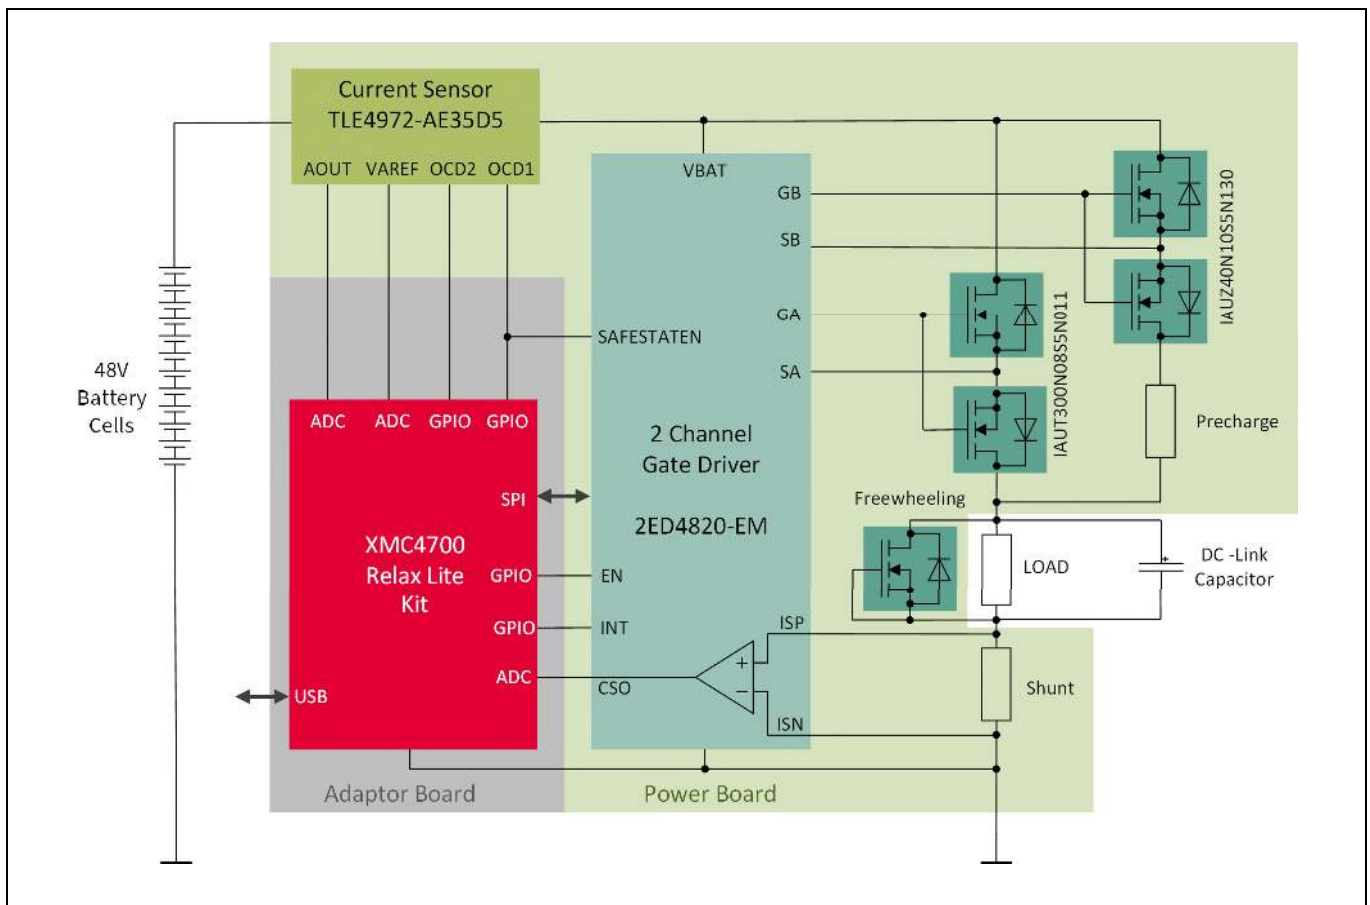 Current Sensor
TLE4972-AE35D5
AOUT VAREF OCD2 OCD1
VBAT
GB
SB
IAUZ40N10S5N130
GA
SA
IAUT300N08S5N011
SAFESTATEN
48V
Battery
Cells
ADC ADC GPIO GPIO
2 Channel
Gate Driver
2ED4820-EM
Precharge
SPI
Freewheeling
XMC4700
Relax Lite
Kit
GPIO
EN
LOAD
DC -Link
Capacitor
+
GPIO
INT
ISP
ADC
CSO
+
−
USB
Shunt
ISN
Adaptor Board
Power Board